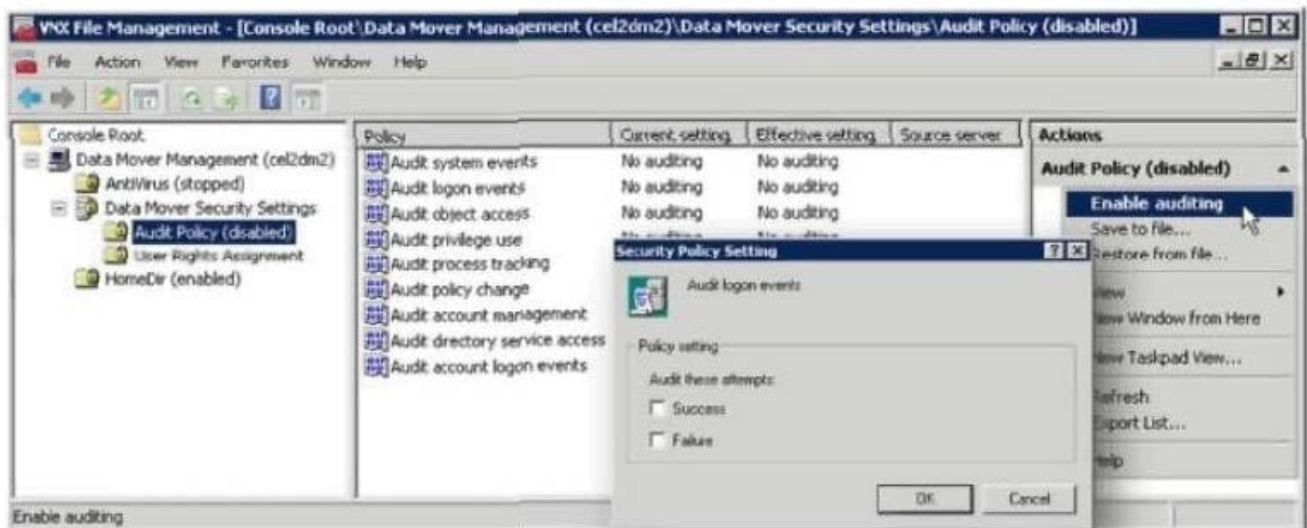 VNX File Management - [Console Root\Data Mover Management (cel2dm2)\Data Mover Security Settings\Audit Policy (disabled)]
File Action View Favorites Window Help
Console Root
Data Mover Management (cel2dm2)
AntiVirus (stopped)
Data Mover Security Settings
Audit Policy (disabled)
User Rights Assignment
HomeDir (enabled)
Policy Current setting Effective setting Source server
Audit system events No auditing No auditing
Audit logon events No auditing No auditing
Audit object access No auditing No auditing
Audit privilege use
Audit process tracking
Audit policy change
Audit account management
Audit directory service access
Audit account logon events
Security Policy Setting
Audit logon events
Policy setting
Audit these attempts:
Success
Failure
OK Cancel
Actions
Audit Policy (disabled)
Enable auditing
Save to file...
Restore from file...
View
New Window from Here
New Taskpad View...
Refresh
Export List...
Help
Enable auditing